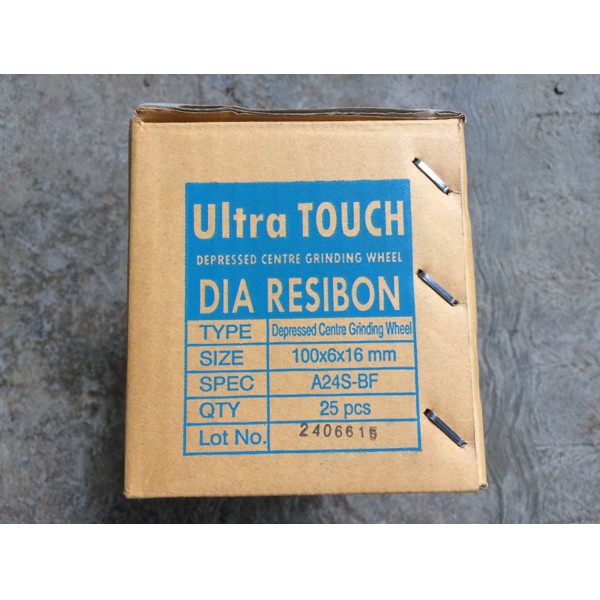 Ultra TOUCH
DEPRESSED CENTRE GRINDING WHEEL
DIA RESIBON
TYPE Depressed Centre Grinding Wheel
SIZE 100x6x16 mm
SPEC A24S-BF
QTY 25 pcs
Lot No. 2406615